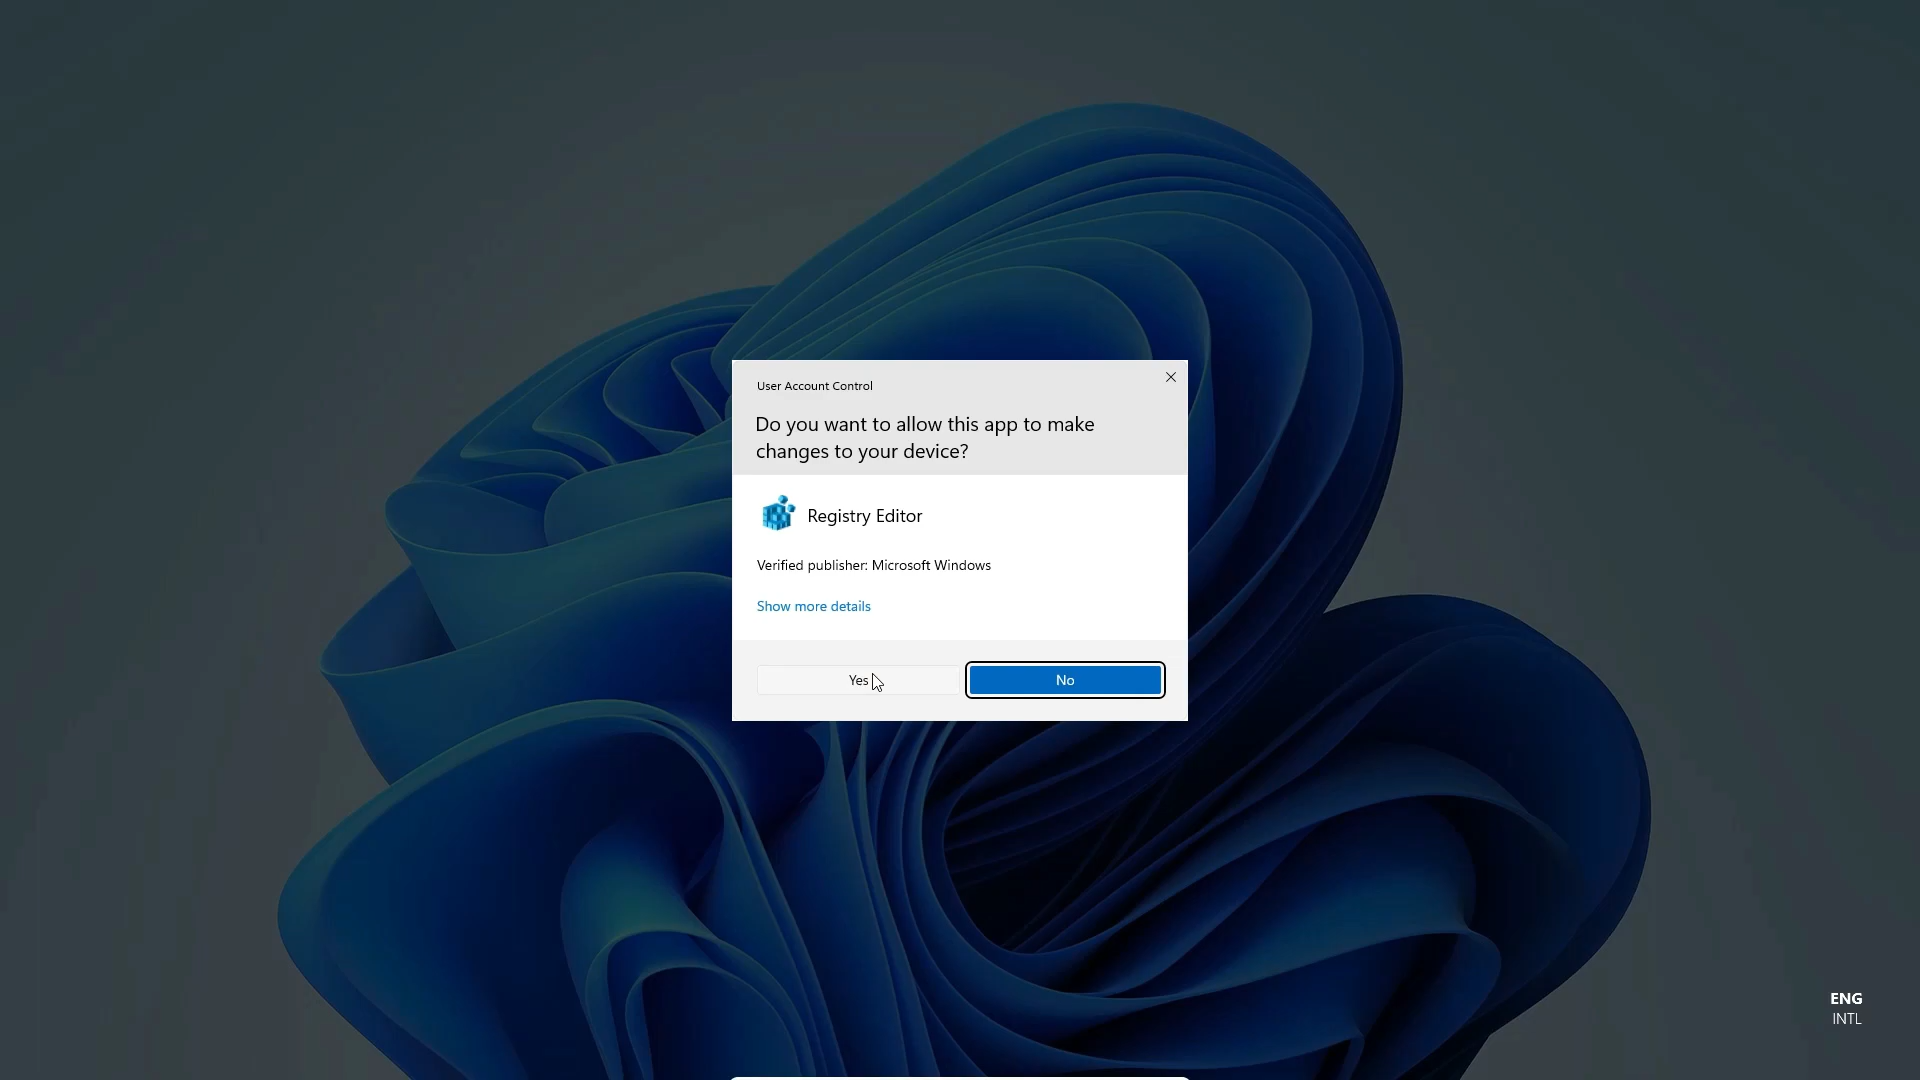 User Account Control
Do you want to allow this app to make
changes to your device?
Registry Editor
Verified publisher: Microsoft Windows
Show more details
Yes
No
ENG
INTL